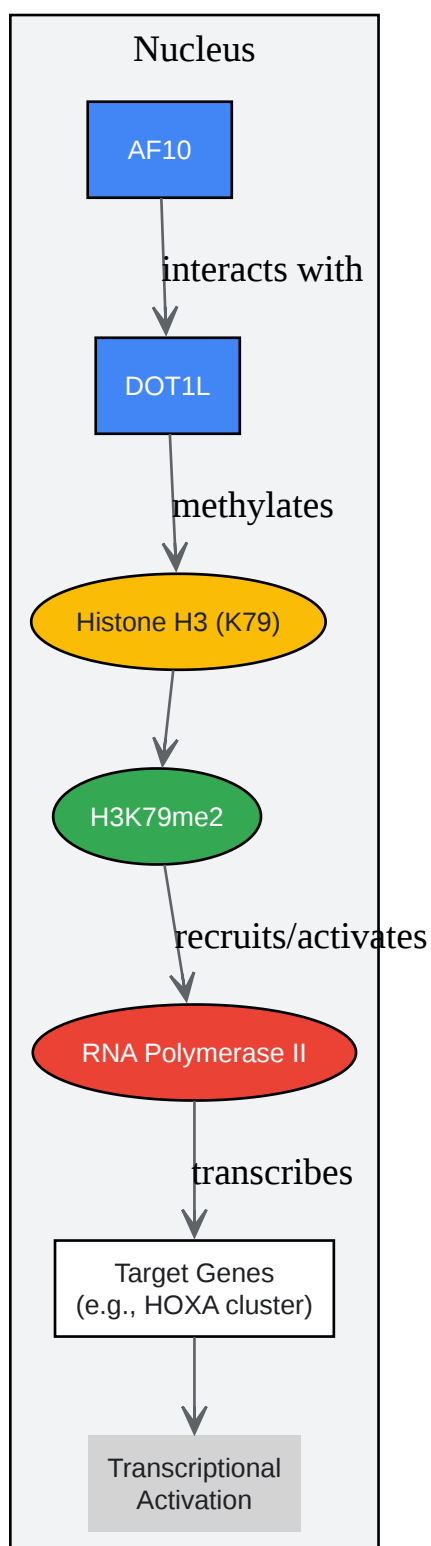 Nucleus
AF10
interacts with
DOT1L
methylates
Histone H3 (K79)
H3K79me2
recruits/activates
RNA Polymerase II
transcribes
Target Genes
(e.g., HOXA cluster)
Transcriptional
Activation